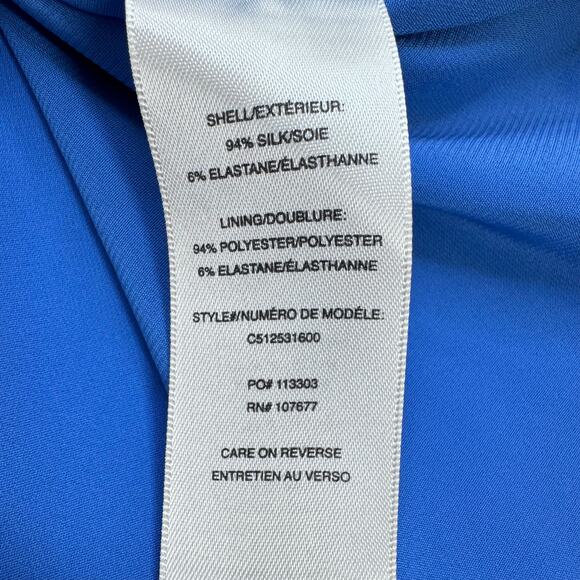 SHELL/EXTÉRIEUR:
94% SILK/SOIE
6% ELASTANE/ÉLASTHANNE
LINING/DOUBLURE:
94% POLYESTER/POLYESTER
6% ELASTANE/ÉLASTHANNE
STYLE#/NUMÉRO DE MODÉLE:
C512531600
PO# 113303
RN# 107677
CARE ON REVERSE
ENTRETIEN AU VERSO